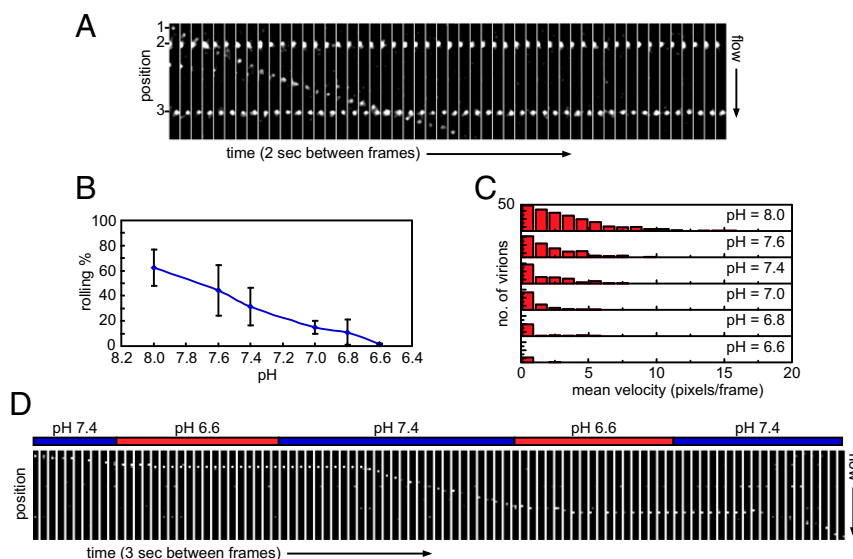 A
1
2
3
position
flow
time (2 sec between frames)
B
100
80
60
40
20
0
rolling %
8.2 8.0 7.8 7.6 7.4 7.2 7.0 6.8 6.6 6.4
pH
C
50
pH = 8.0
pH = 7.6
pH = 7.4
pH = 7.0
pH = 6.8
pH = 6.6
no. of virions
0 5 10 15 20
mean velocity (pixels/frame)
D
pH 7.4 pH 6.6 pH 7.4 pH 6.6 pH 7.4
position
time (3 sec between frames)